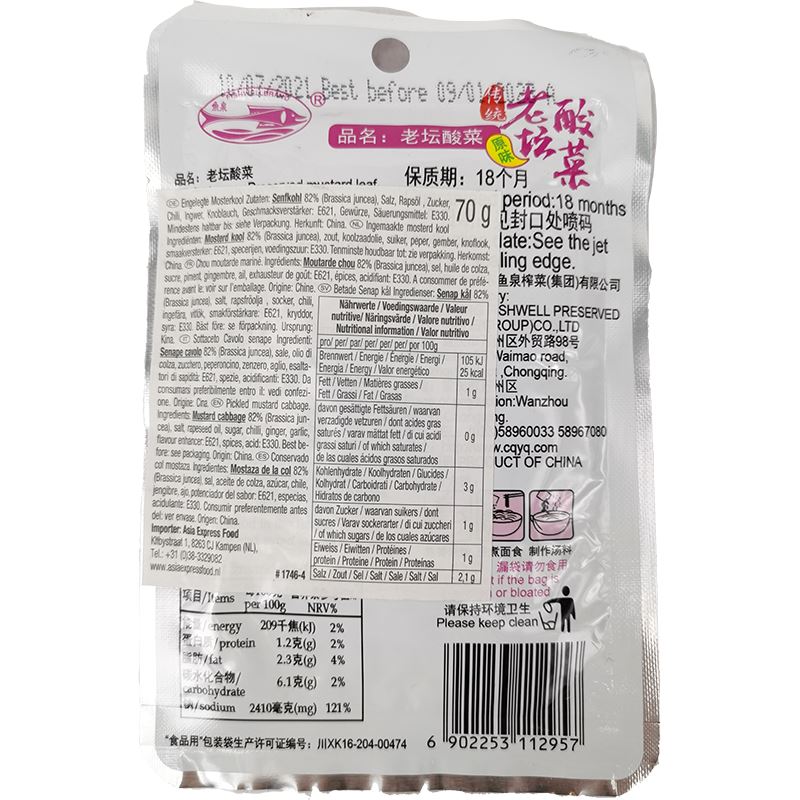 10/07/2021 Best before 09/01/2023 A
鱼泉
®
传统
老坛酸菜
原味
品名：老坛酸菜
品名：老坛酸菜
Preserved mustard leaf
保质期：18个月
period:18 months
见封口处喷码
date:See the jet
ling edge.
鱼泉榨菜(集团)有限公司
SHWELL PRESERVED
ROUP)CO.,LTD
州区外贸路98号
Waimao road,
,Chongqing.
州区
ion:Wanzhou
)58960033 58967080
w.cqyq.com
UCT OF CHINA
DE Eingelegte Mosterkool Zutaten: Senfkohl 82% (Brassica juncea), Salz, Rapsöl , Zucker,
Chili, Ingwer, Knoblauch, Geschmacksverstärker: E621, Gewürze, Säuerungsmittel: E330.
Mindestens haltbar bis: siehe Verpackung. Herkunft: China. NL Ingemaakte mosterd kool
Ingrediënten: Mosterd kool 82% (Brassica juncea), zout, koolzaadolie, suiker, peper, gember, knoflook,
smaakversterker: E621, specerijen, voedingszuur: E330. Tenminste houdbaar tot: zie verpakking. Herkomst:
China. FR Chou moutarde mariné. Ingrédients: Moutarde chou 82% (Brassica juncea), sel, huile de colza,
sucre, piment, gingembre, ail, exhausteur de goût: E621, épices, acidifiant: E330. A consommer de préfé-
rence avant le: voir sur l'emballage. Origine: Chine. SV Betade Senap kål Ingredienser: Senap kål 82%
(Brassica juncea), salt, rapsfröolja , socker, chili,
ingefära, vitlök, smakförstärkare: E621, kryddor,
syra: E330. Bäst före: se förpackning. Ursprung:
Kina. IT Sottaceto Cavolo senape Ingredienti:
Senape cavolo 82% (Brassica juncea), sale, olio di
colza, zucchero, peperoncino, zenzero, aglio, esalta-
tori di sapidità: E621, spezie, acidificanti: E330. Da
consumarsi preferibilmente entro il: vedi confezi-
one. Origine: Cina. EN Pickled mustard cabbage.
Ingredients: Mustard cabbage 82% (Brassica jun-
cea), salt, rapeseed oil, sugar, chilli, ginger, garlic,
flavour enhancer: E621, spices, acid: E330. Best be-
fore: see packaging. Origin: China. ES Conservado
col mostaza. Ingredientes: Mostaza de la col 82%
(Brassica juncea), sal, aceite de colza, azúcar, chile,
jengibre, ajo, potenciador del sabor: E621, especias,
acidulante: E330. Consumir preferentemente antes
del: ver envase. Origen: China.
Importer: Asia Express Food
Kilbystraat 1, 8263 CJ Kampen (NL),
Tel.: +31 (0)38-3329082
www.asiaexpressfood.nl
# 1746-4
70 g
Nährwerte / Voedingswaarde / Valeur
nutritive/ Näringsvärde / Valore nutritivo /
Nutritional information / Valor nutritivo
pro/ per/ par/ per/ per/ per/ por 100g
Brennwert / Energie / Énergie / Energi /
Energia / Energy / Valor energético
105 kJ
25 kcal
Fett / Vetten / Matières grasses /
Fett / Grassi / Fat / Grasas
1 g
davon gesättigte Fettsäuren / waarvan
verzadigde vetzuren / dont acides gras
saturés / varav mättat fett / di cui acidi
grassi saturi / of which saturates /
de las cuales ácidos grasos saturados
0 g
Kohlenhydrate / Koolhydraten / Glucides /
Kolhydrat / Carboidrati / Carbohydrate /
Hidratos de carbono
3 g
davon Zucker / waarvan suikers / dont
sucres / Varav sockerarter / di cui zuccheri
/ of which sugars / de los cuales azúcares
1 g
Eiweiss / Eiwitten / Protéines /
protein / Proteine / Protein / Proteinas
1 g
Salz / Zout / Sel / Salt / Sale / Salt / Sal
2,1 g
煮面食 制作汤料
漏袋请勿食用
t if the bag is
or bloated
请保持环境卫生
Please keep clean
项目/Items
per 100g NRV%
能量/energy 209千焦(kJ) 2%
蛋白质/protein 1.2克(g) 2%
脂肪/fat 2.3克(g) 4%
碳水化合物/
carbohydrate 6.1克(g) 2%
钠/sodium 2410毫克(mg) 121%
"食品用"包装袋生产许可证编号：川XK16-204-00474
6 902253 112957